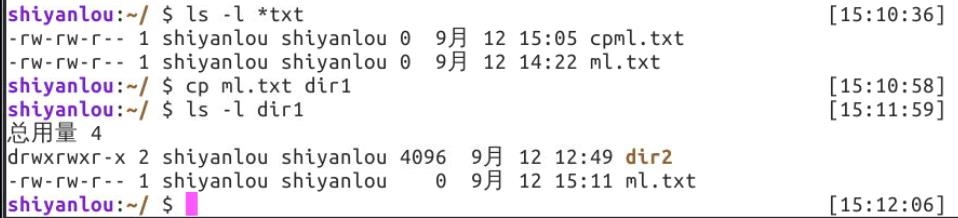 shiyanlou:~/ $ ls -l *txt [15:10:36]
-rw-rw-r-- 1 shiyanlou shiyanlou 0  9月 12 15:05 cpml.txt
-rw-rw-r-- 1 shiyanlou shiyanlou 0  9月 12 14:22 ml.txt
shiyanlou:~/ $ cp ml.txt dir1 [15:10:58]
shiyanlou:~/ $ ls -l dir1 [15:11:59]
总用量 4
drwxrwxr-x 2 shiyanlou shiyanlou 4096  9月 12 12:49 dir2
-rw-rw-r-- 1 shiyanlou shiyanlou    0  9月 12 15:11 ml.txt
shiyanlou:~/ $ [15:12:06]